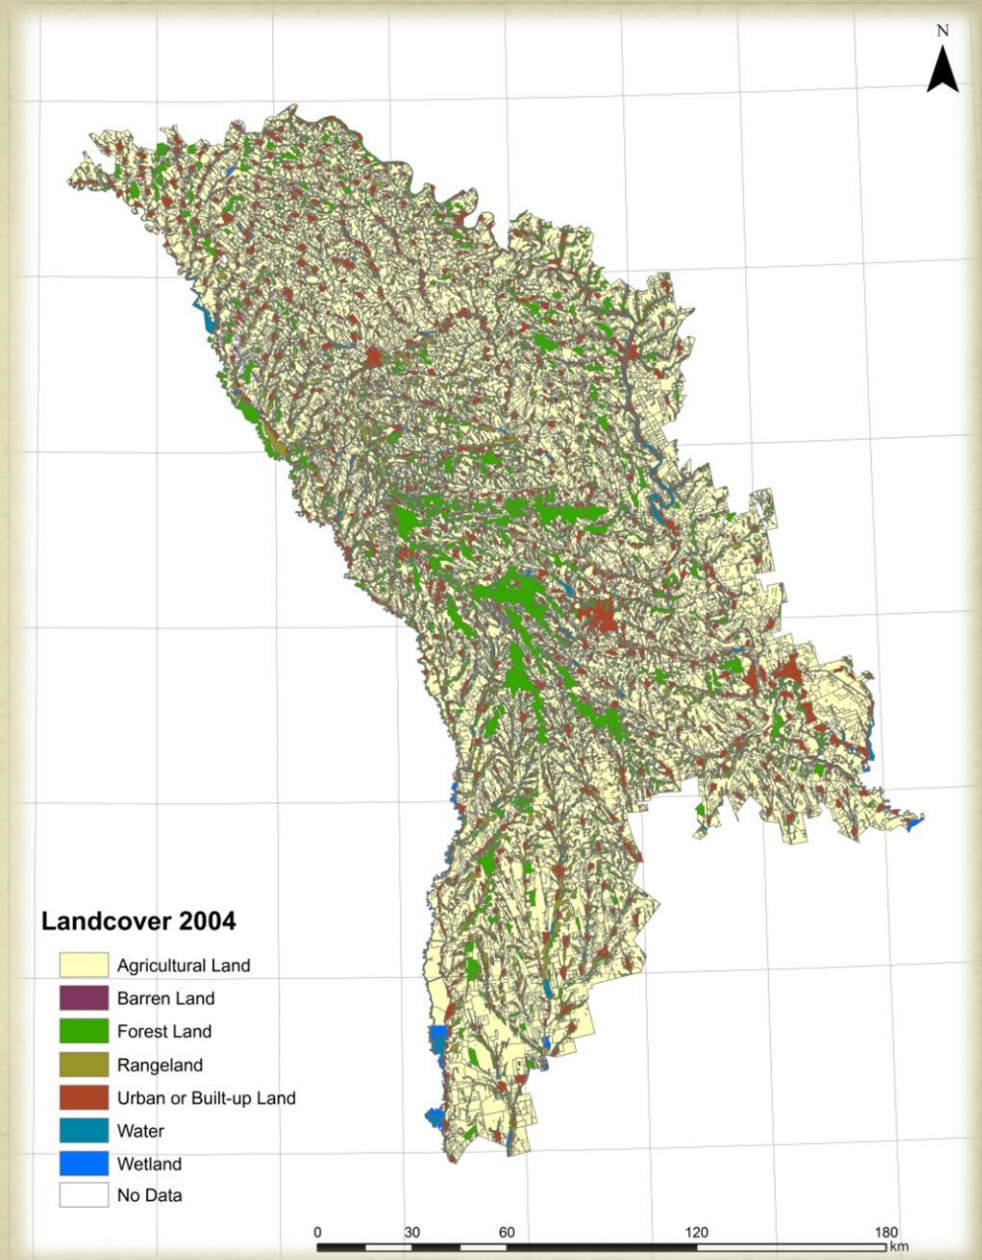 N
Landcover 2004
Agricultural Land
Barren Land
Forest Land
Rangeland
Urban or Built-up Land
Water
Wetland
No Data
0 30 60 120 180
km